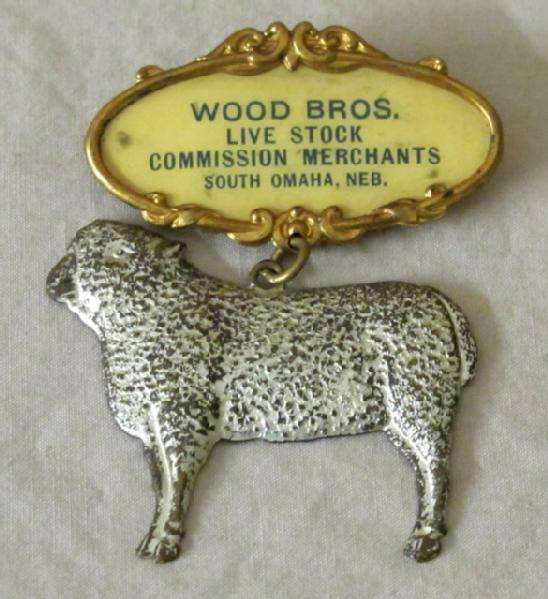 WOOD BROS.
LIVE STOCK
COMMISSION MERCHANTS
SOUTH OMAHA, NEB.